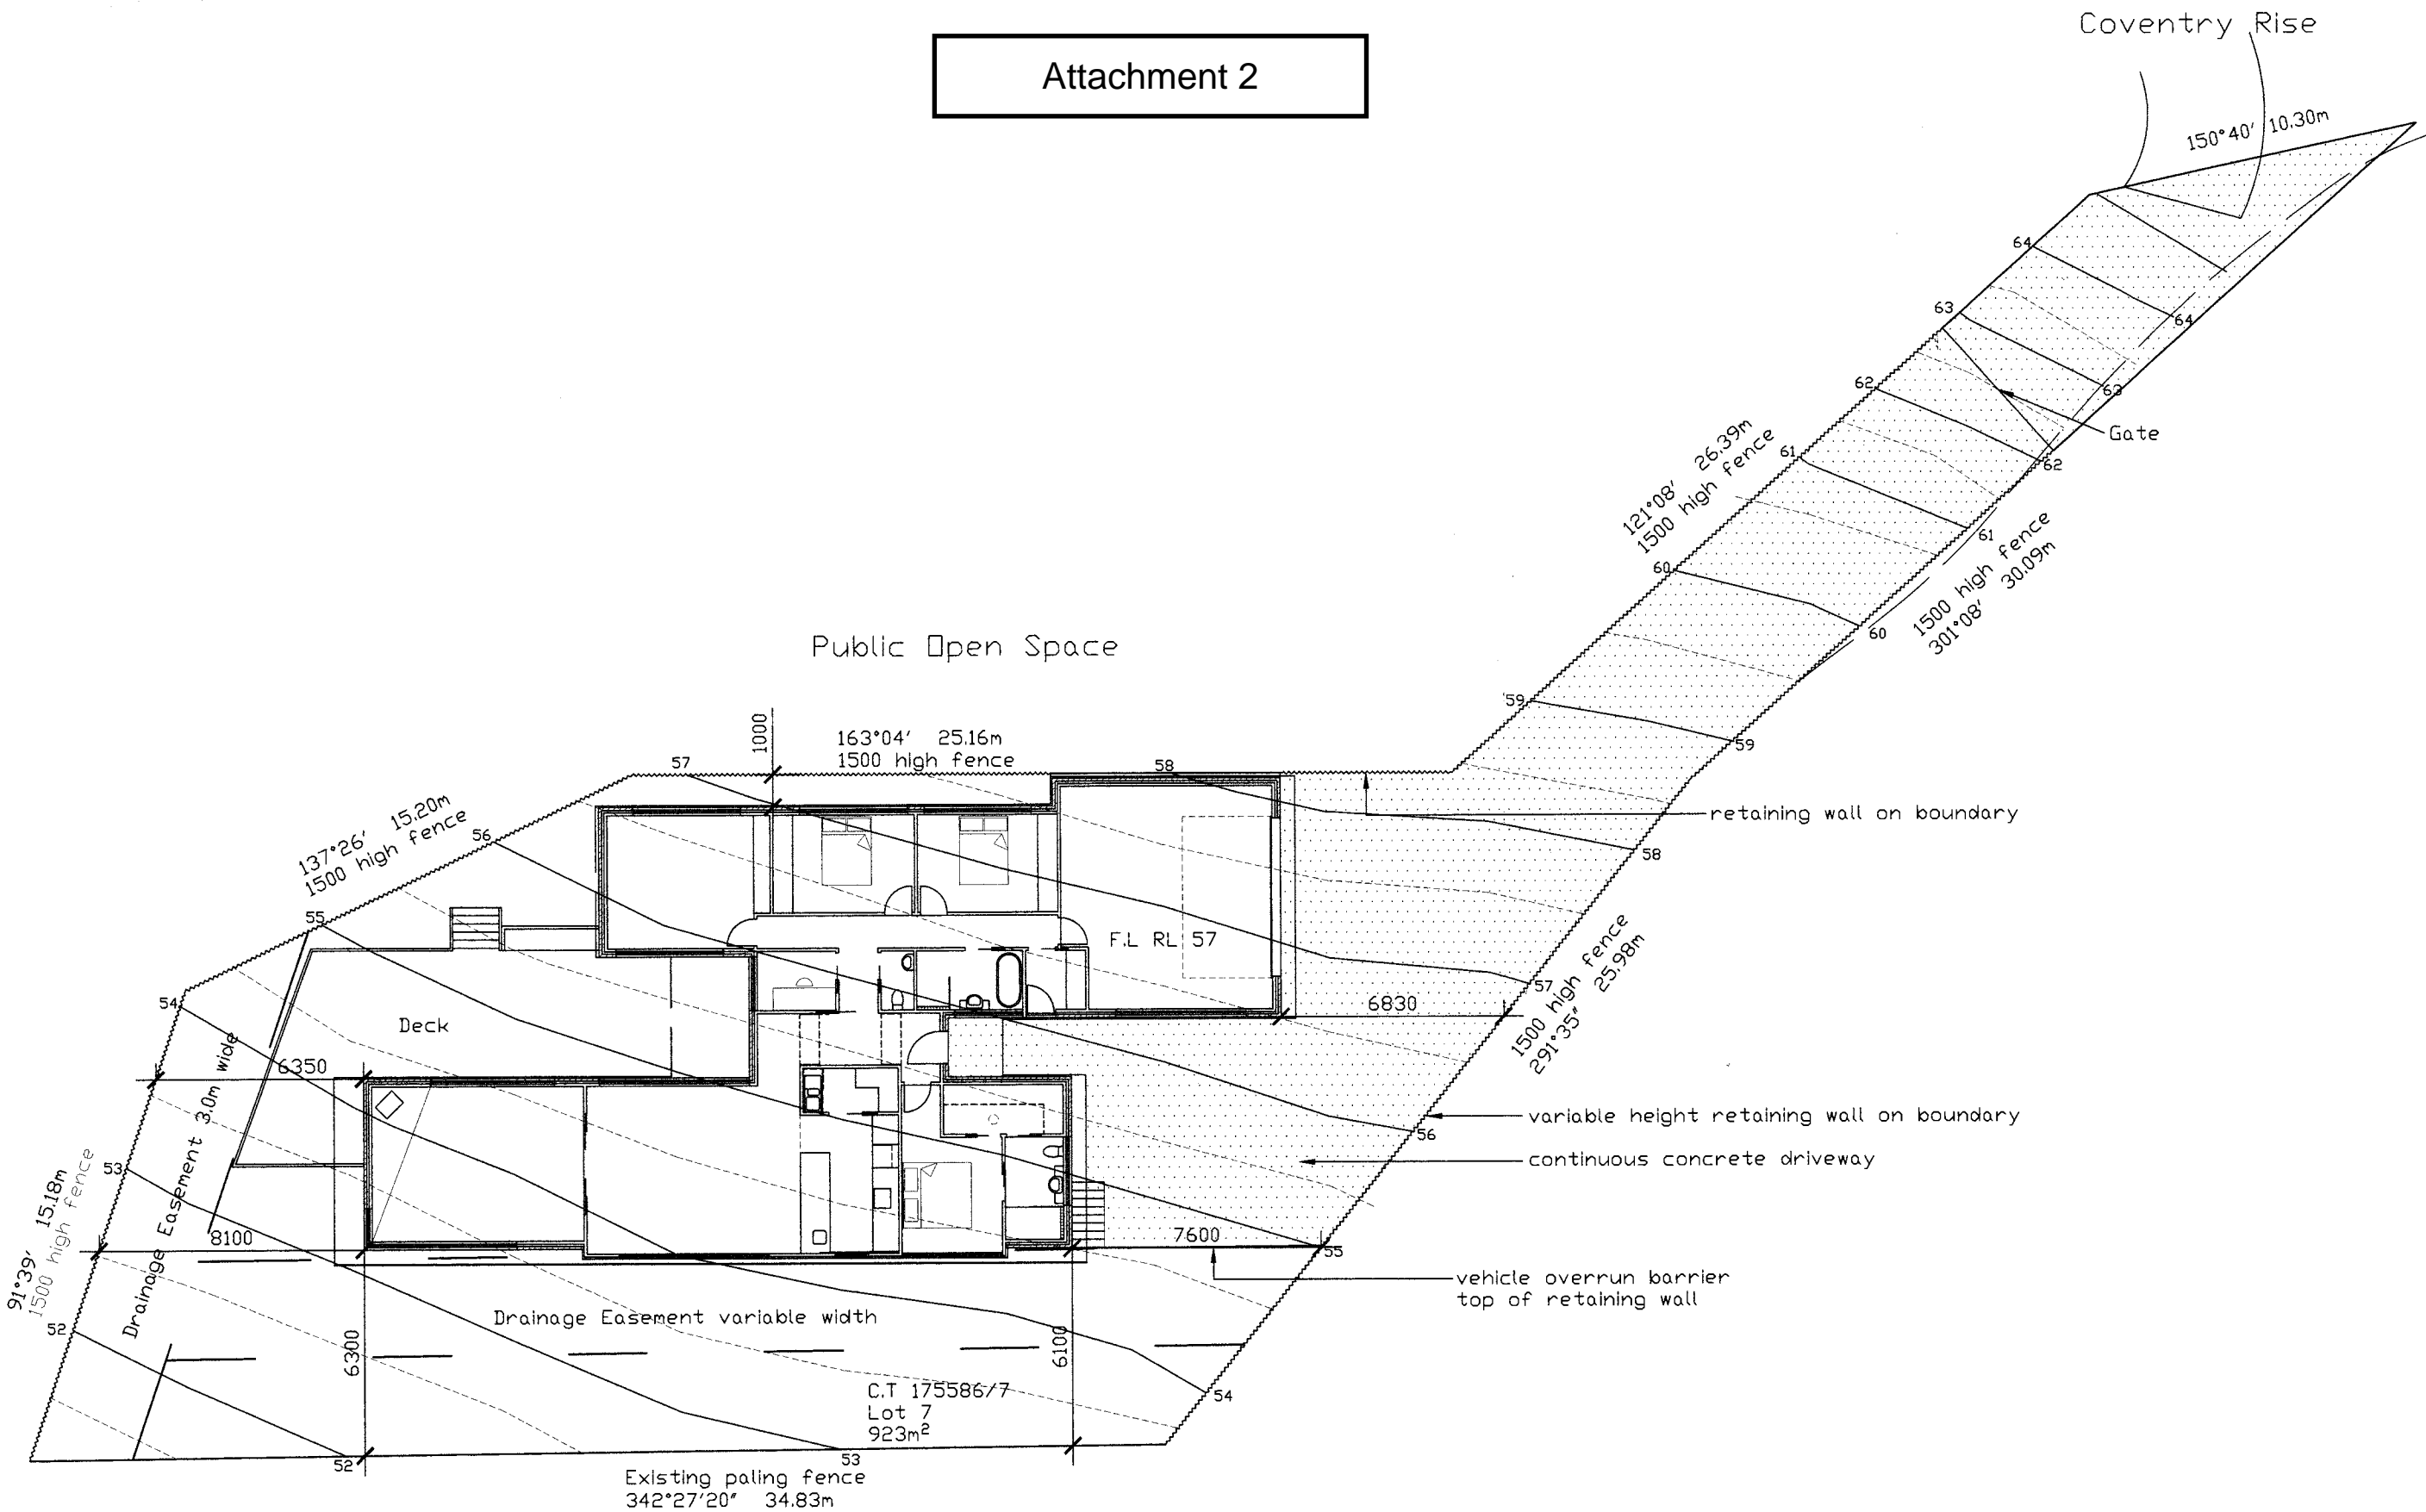 Coventry Rise
Attachment 2
150°40' 10.30m
64
64
63
63
62
62
Gate
121°08' 26.39m
1500 high fence
61
61
1500 high fence
301°08' 30.09m
60
60
Public Open Space
59
59
1000
163°04' 25.16m
1500 high fence
57
58
137°26' 15.20m
1500 high fence
56
retaining wall on boundary
58
55
F.L RL 57
1500 high fence
291°35" 25.98m
54
57
6830
Deck
6350
variable height retaining wall on boundary
56
continuous concrete driveway
53
91°39' 15.18m
1500 high fence
Drainage Easement 3.0m wide
8100
7600
55
vehicle overrun barrier
top of retaining wall
Drainage Easement variable width
52
6300
6100
C.T 175586/7
Lot 7
923m²
54
52
53
Existing paling fence
342°27'20" 34.83m